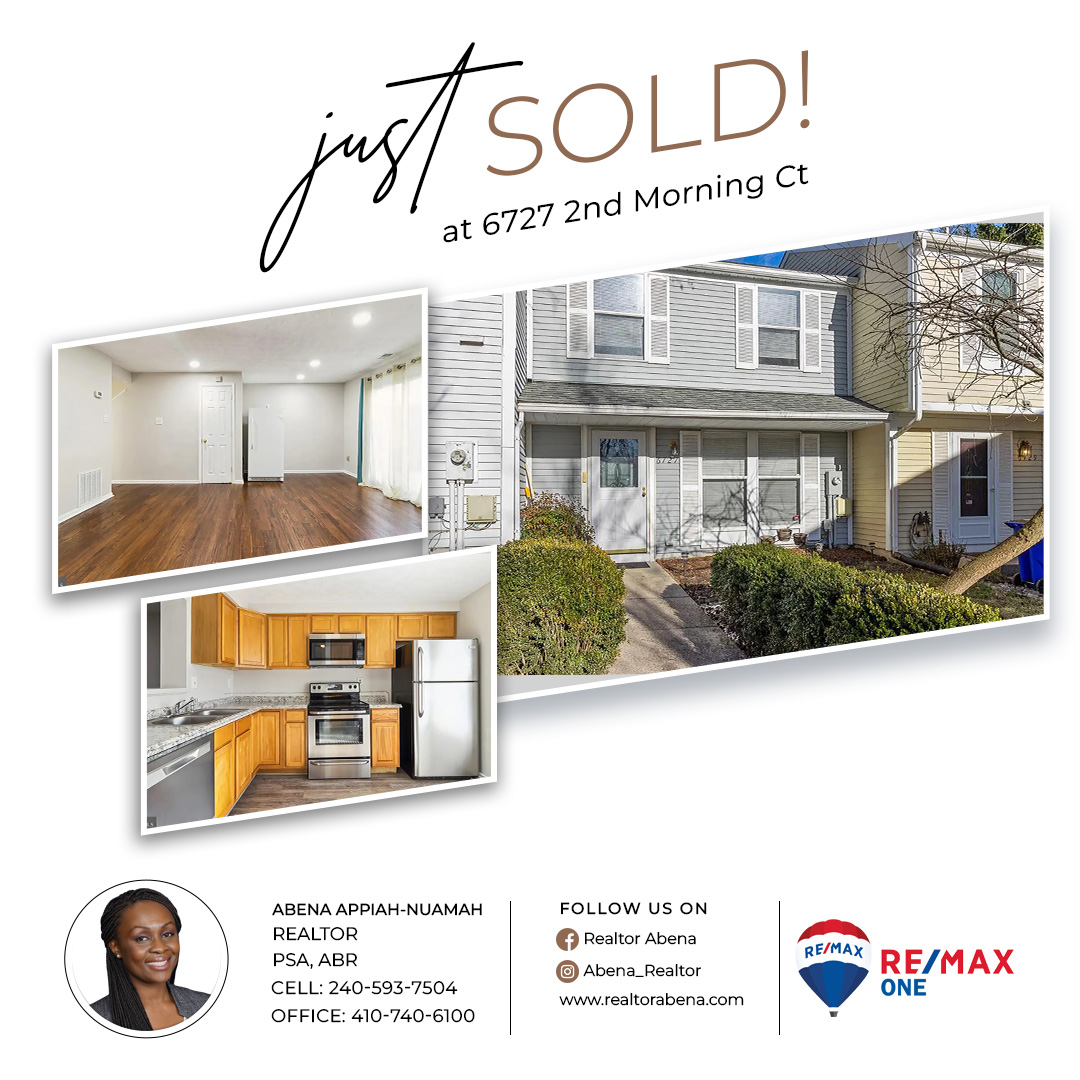 just SOLD!
at 6727 2nd Morning Ct
6727
ABENA APPIAH-NUAMAH
REALTOR
PSA, ABR
CELL: 240-593-7504
OFFICE: 410-740-6100
FOLLOW US ON
Realtor Abena
Abena_Realtor
www.realtorabena.com
RE/MAX
RE/MAX
ONE